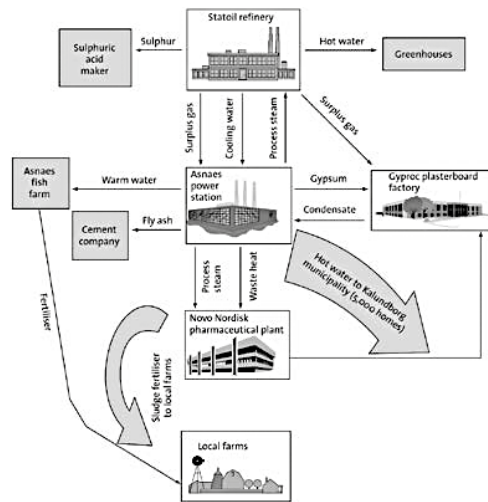 Statoil refinery
Sulphuric
acid
maker
Sulphur
Hot water
Greenhouses
Surplus gas
Cooling water
Process steam
Surplus gas
Asnaes
fish
farm
Warm water
Asnaes
power
station
Gypsum
Condensate
Gyproc plasterboard
factory
Fly ash
Cement
company
Process
steam
Waste heat
Hot water to Kalundborg
municipality (5,000 homes)
Fertiliser
Novo Nordisk
pharmaceutical plant
Sludge fertiliser
to local farms
Local farms